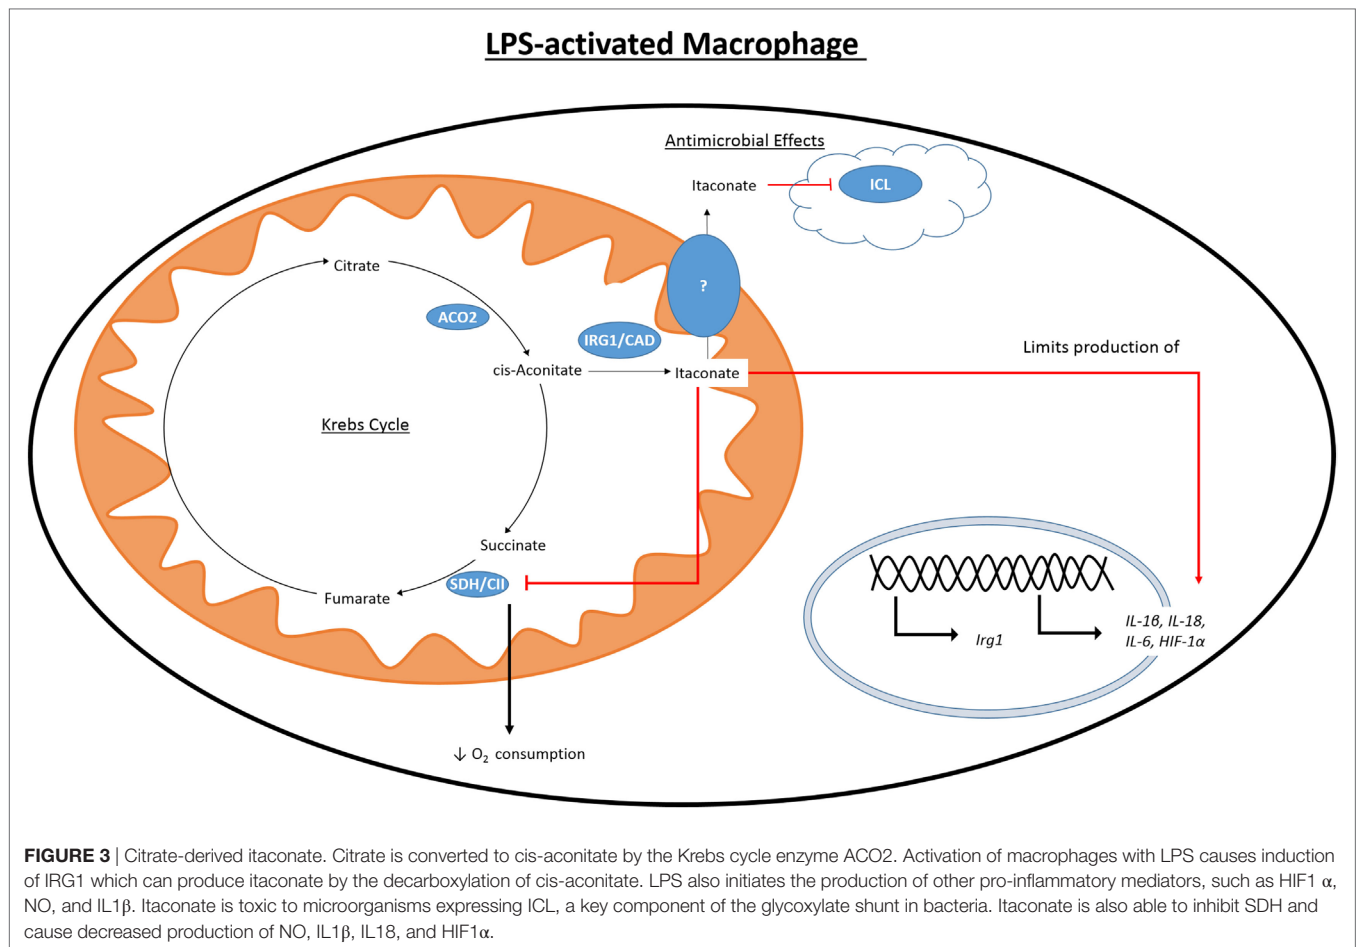 LPS-activated Macrophage
Antimicrobial Effects
Itaconate
ICL
?
Citrate
ACO2
IRG1/CAD
cis-Aconitate
Itaconate
Limits production of
Krebs Cycle
Succinate
SDH/CII
Fumarate
Irg1
IL-1β, IL-18,
IL-6, HIF-1α
↓ O₂ consumption
FIGURE 3 | Citrate-derived itaconate. Citrate is converted to cis-aconitate by the Krebs cycle enzyme ACO2. Activation of macrophages with LPS causes induction
of IRG1 which can produce itaconate by the decarboxylation of cis-aconitate. LPS also initiates the production of other pro-inflammatory mediators, such as HIF1 α,
NO, and IL1β. Itaconate is toxic to microorganisms expressing ICL, a key component of the glycoxylate shunt in bacteria. Itaconate is also able to inhibit SDH and
cause decreased production of NO, IL1β, IL18, and HIF1α.